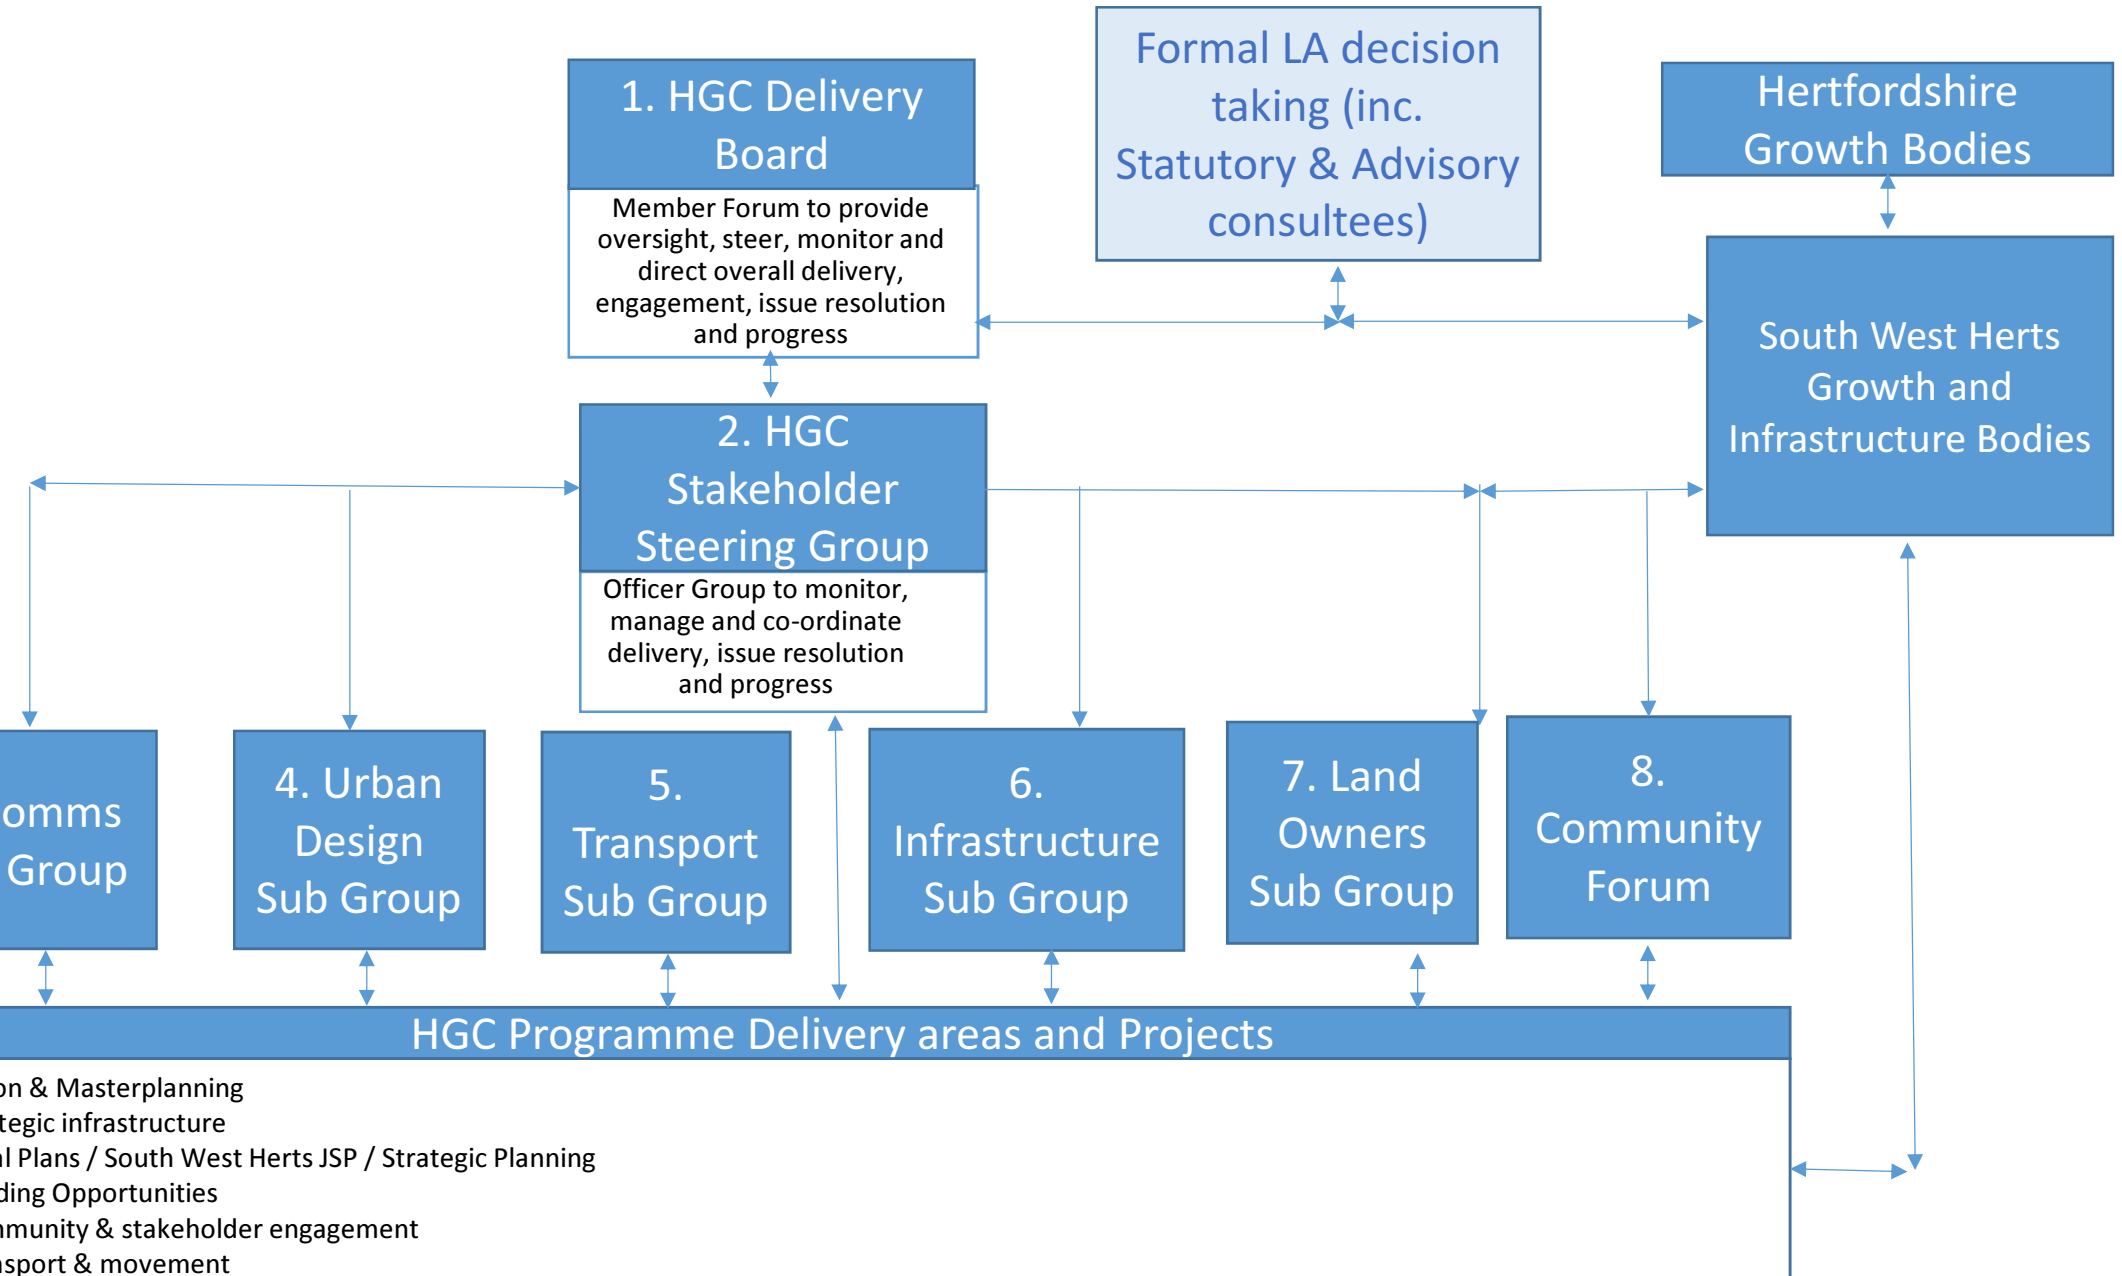 1. HGC Delivery
Board
Member Forum to provide
oversight, steer, monitor and
direct overall delivery,
engagement, issue resolution
and progress
Formal LA decision
taking (inc.
Statutory & Advisory
consultees)
Hertfordshire
Growth Bodies
South West Herts
Growth and
Infrastructure Bodies
2. HGC
Stakeholder
Steering Group
Officer Group to monitor,
manage and co-ordinate
delivery, issue resolution
and progress
omms
Group
4. Urban
Design
Sub Group
5.
Transport
Sub Group
6.
Infrastructure
Sub Group
7. Land
Owners
Sub Group
8.
Community
Forum
HGC Programme Delivery areas and Projects
on & Masterplanning
tegic infrastructure
al Plans / South West Herts JSP / Strategic Planning
ding Opportunities
mmunity & stakeholder engagement
nsport & movement